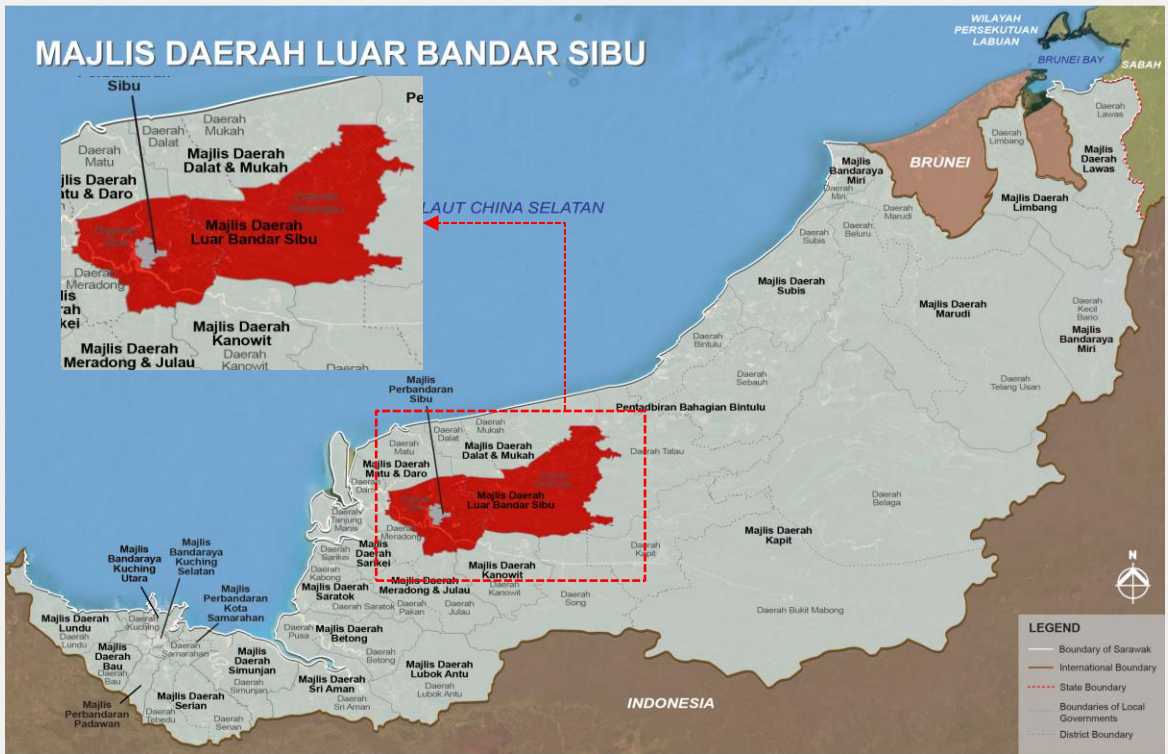 MAJLIS DAERAH LUAR BANDAR SIBU
WILAYAH
PERSEKUTUAN
LABUAN
BRUNEI BAY
SABAH
Sibu
Daerah
Mukah
Daerah
Dalat
Daerah
Matu
Majlis Daerah
Dalat & Mukah
Majlis Daerah
Luar Bandar Sibu
Daerah
Meradong
Majlis Daerah
Kanowit
Daerah
Kanowit
Majlis Daerah
Meradong & Julau
LAUT CHINA SELATAN
BRUNEI
Daerah
Lawas
Majlis
Daerah
Lawas
Daerah
Limbang
Majlis Daerah
Limbang
Majlis
Bandaraya
Miri
Daerah
Miri
Daerah
Marudi
Daerah
Beluru
Daerah
Subis
Majlis Daerah
Subis
Majlis Daerah
Marudi
Daerah
Kecil
Bario
Majlis
Bandaraya
Miri
Daerah
Telang Usan
Daerah
Bintulu
Daerah
Sebauh
Pentadbiran Bahagian Bintulu
Daerah Tatau
Daerah
Belaga
Majlis Daerah
Kapit
Daerah
Kapit
Daerah Bukit Mabong
Majlis
Perbandaran
Sibu
Daerah
Mukah
Daerah
Dalat
Daerah
Matu
Majlis Daerah
Dalat & Mukah
Majlis Daerah
Matu & Daro
Daerah
Daro
Majlis Daerah
Luar Bandar Sibu
Daerah
Tanjung
Manis
Daerah
Meradong
Daerah
Sarikei
Majlis
Daerah
Sarikei
Daerah
Kabong
Majlis Daerah
Saratok
Majlis Daerah
Meradong & Julau
Majlis Daerah
Kanowit
Daerah
Kanowit
Daerah
Song
Daerah Saratok
Daerah
Pakan
Daerah
Julau
Daerah
Pusa
Majlis Daerah
Betong
Daerah
Betong
Majlis Daerah
Lubok Antu
Daerah
Lubok Antu
Majlis Daerah
Sri Aman
Daerah
Sri Aman
Majlis
Bandaraya
Kuching
Utara
Majlis
Bandaraya
Kuching
Selatan
Majlis
Perbandaran
Kota
Samarahan
Majlis Daerah
Lundu
Daerah
Lundu
Daerah
Kuching
Daerah
Samarahan
Majlis
Daerah
Bau
Daerah
Bau
Majlis
Daerah
Simunjan
Daerah
Simunjan
Majlis Daerah
Serian
Daerah
Serian
Daerah
Tebedu
Majlis
Perbandaran
Padawan
INDONESIA
N
LEGEND
Boundary of Sarawak
International Boundary
State Boundary
Boundaries of Local
Governments
District Boundary